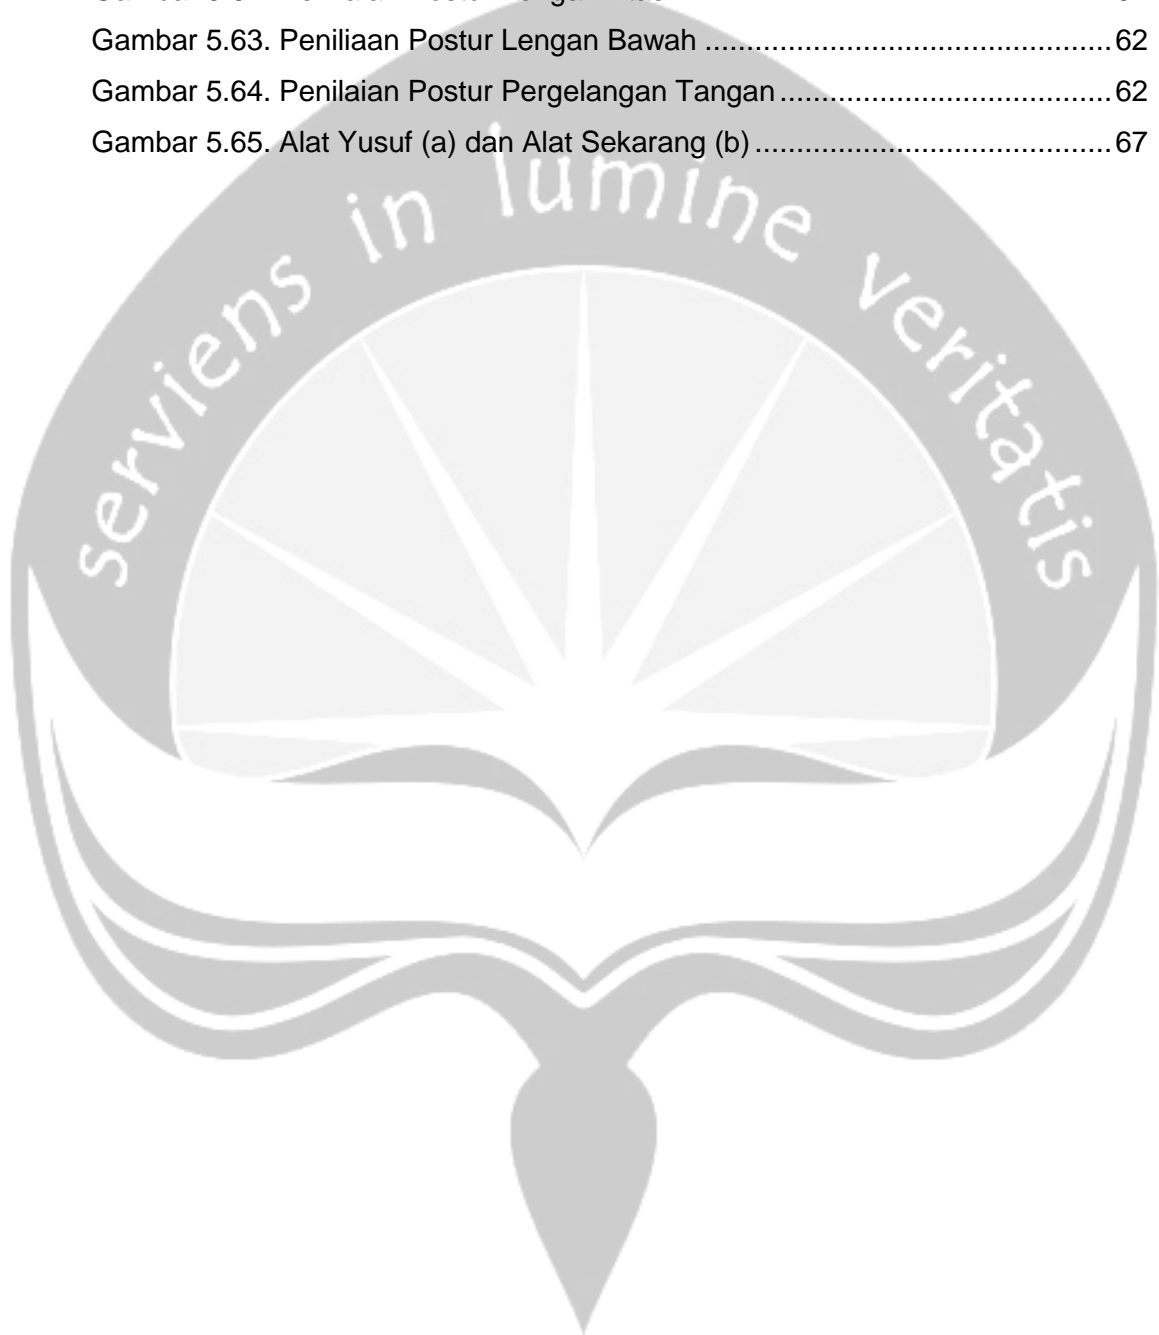 Gambar 5.63. Peniliaan Postur Lengan Bawah ................................................. 62
Gambar 5.64. Penilaian Postur Pergelangan Tangan ........................................ 62
Gambar 5.65. Alat Yusuf (a) dan Alat Sekarang (b) ........................................... 67
serviens in lumine veritatis